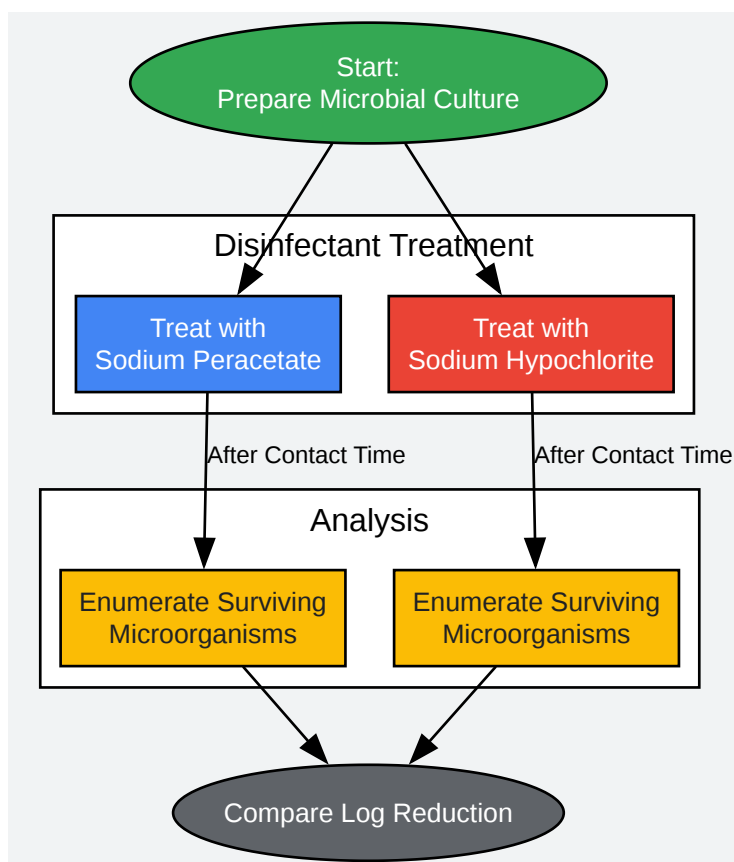 Start:
Prepare Microbial Culture
Disinfectant Treatment
Treat with
Sodium Peracetate
Treat with
Sodium Hypochlorite
After Contact Time
After Contact Time
Analysis
Enumerate Surviving
Microorganisms
Enumerate Surviving
Microorganisms
Compare Log Reduction